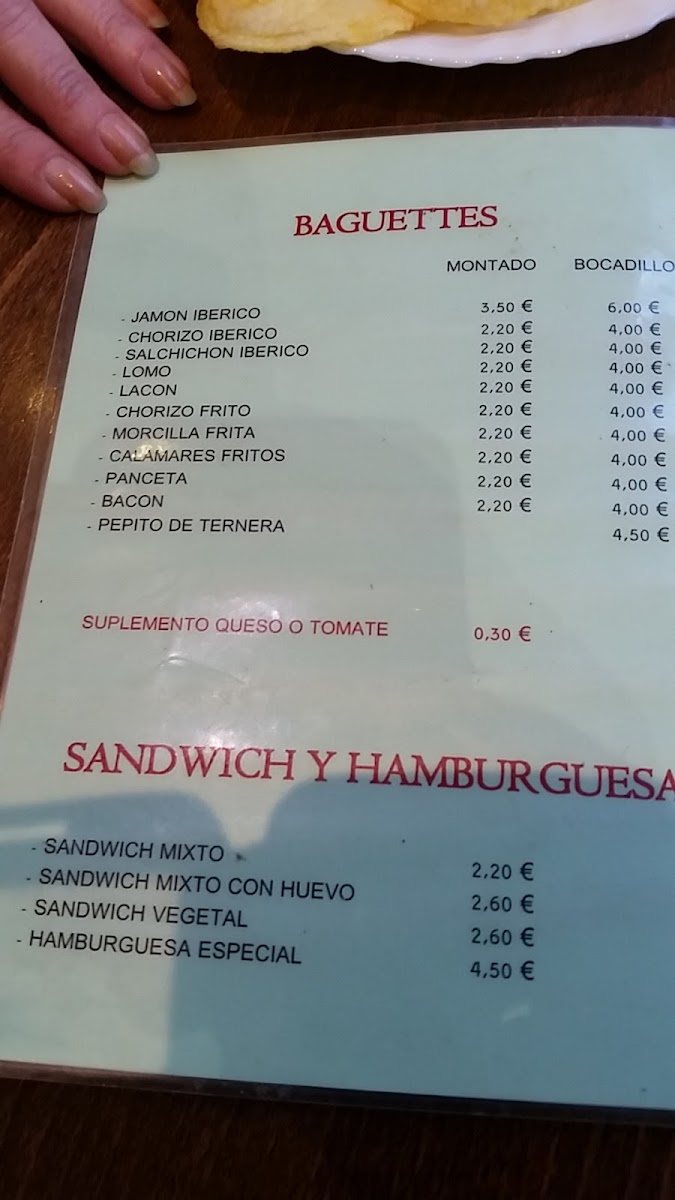 BAGUETTES
MONTADO BOCADILLO
- JAMON IBERICO 3,50 € 6,00 €
- CHORIZO IBERICO 2,20 € 4,00 €
- SALCHICHON IBERICO 2,20 € 4,00 €
- LOMO 2,20 € 4,00 €
- LACON 2,20 € 4,00 €
- CHORIZO FRITO 2,20 € 4,00 €
- MORCILLA FRITA 2,20 € 4,00 €
- CALAMARES FRITOS 2,20 € 4,00 €
- PANCETA 2,20 € 4,00 €
- BACON 2,20 € 4,00 €
- PEPITO DE TERNERA 4,50 €
SUPLEMENTO QUESO O TOMATE 0,30 €
SANDWICH Y HAMBURGUESA
- SANDWICH MIXTO 2,20 €
- SANDWICH MIXTO CON HUEVO 2,60 €
- SANDWICH VEGETAL 2,60 €
- HAMBURGUESA ESPECIAL 4,50 €